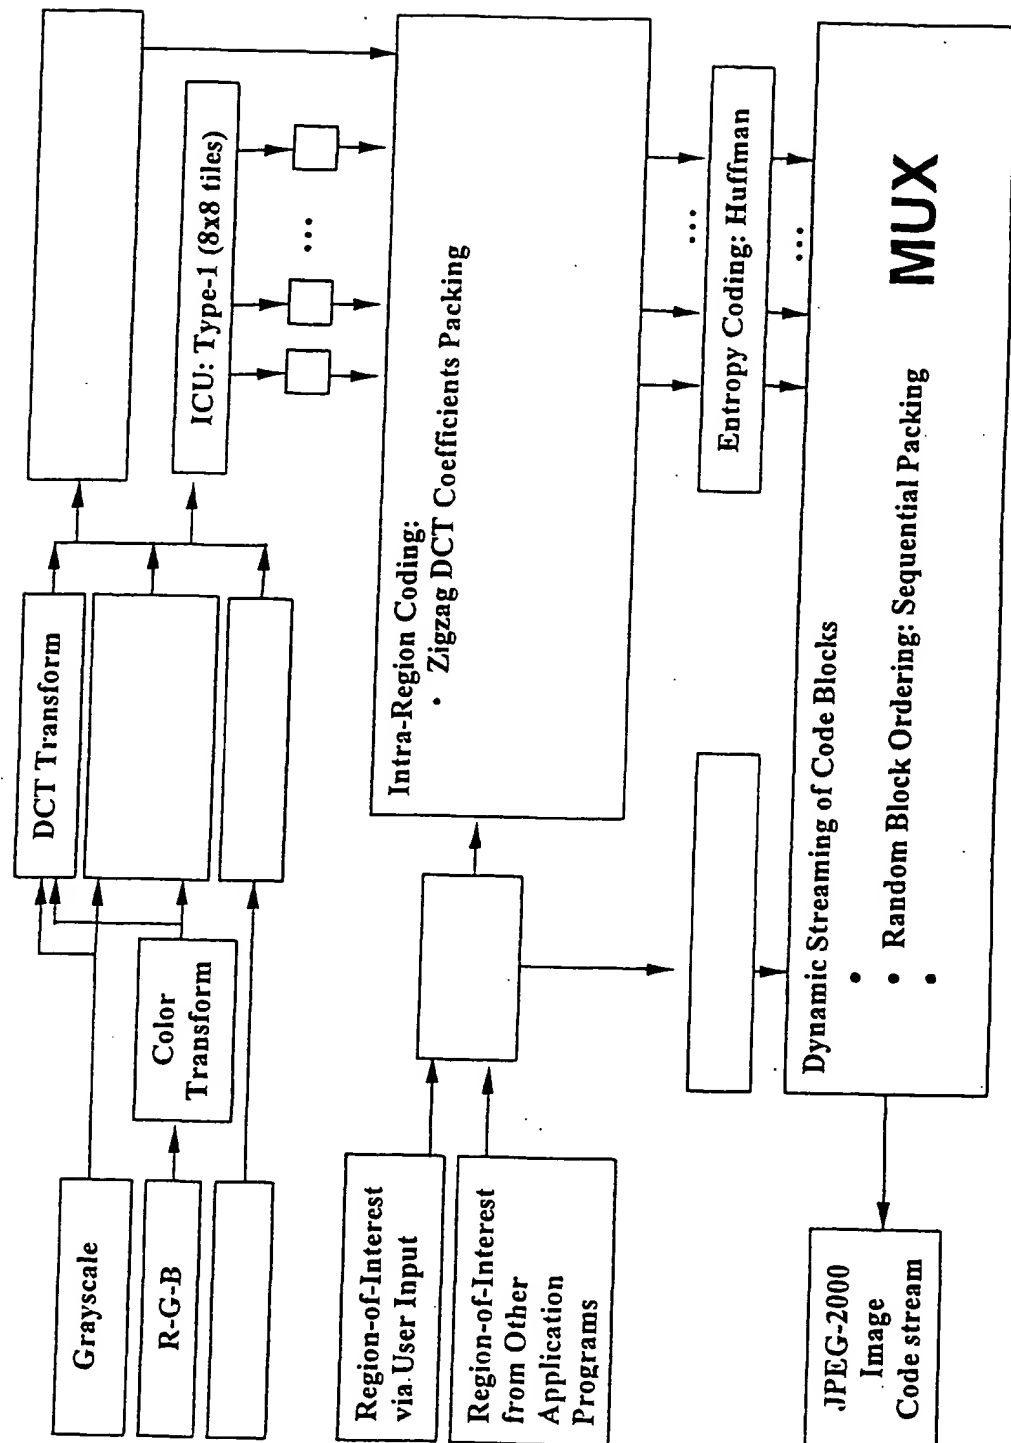 Grayscale
R-G-B
Color
Transform
DCT Transform
ICU: Type-1 (8x8 tiles)
...
Region-of-Interest
via User Input
Region-of-Interest
from Other
Application
Programs
Intra-Region Coding:
• Zigzag DCT Coefficients Packing
...
Entropy Coding: Huffman
...
Dynamic Streaming of Code Blocks
•
• Random Block Ordering: Sequential Packing
•
MUX
JPEG-2000
Image
Code stream